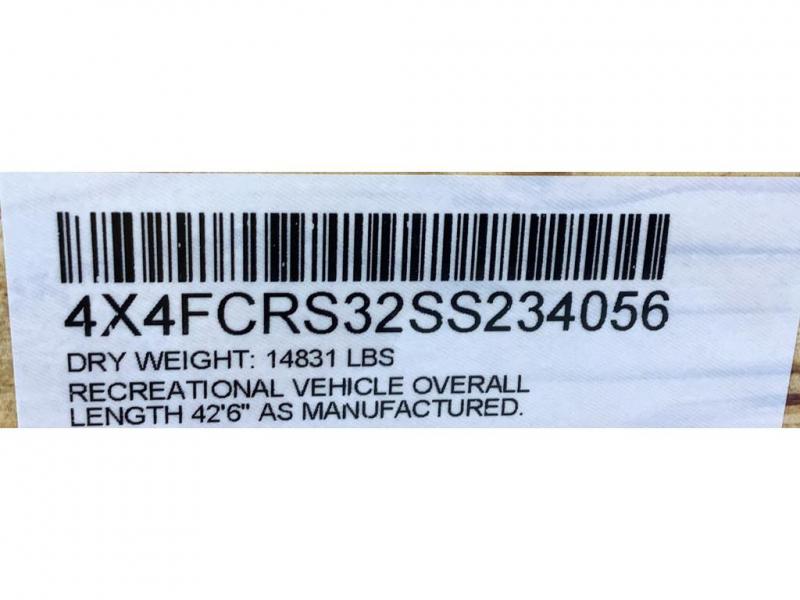 4X4FCRS32SS234056
DRY WEIGHT: 14831 LBS
RECREATIONAL VEHICLE OVERALL
LENGTH 42'6" AS MANUFACTURED.